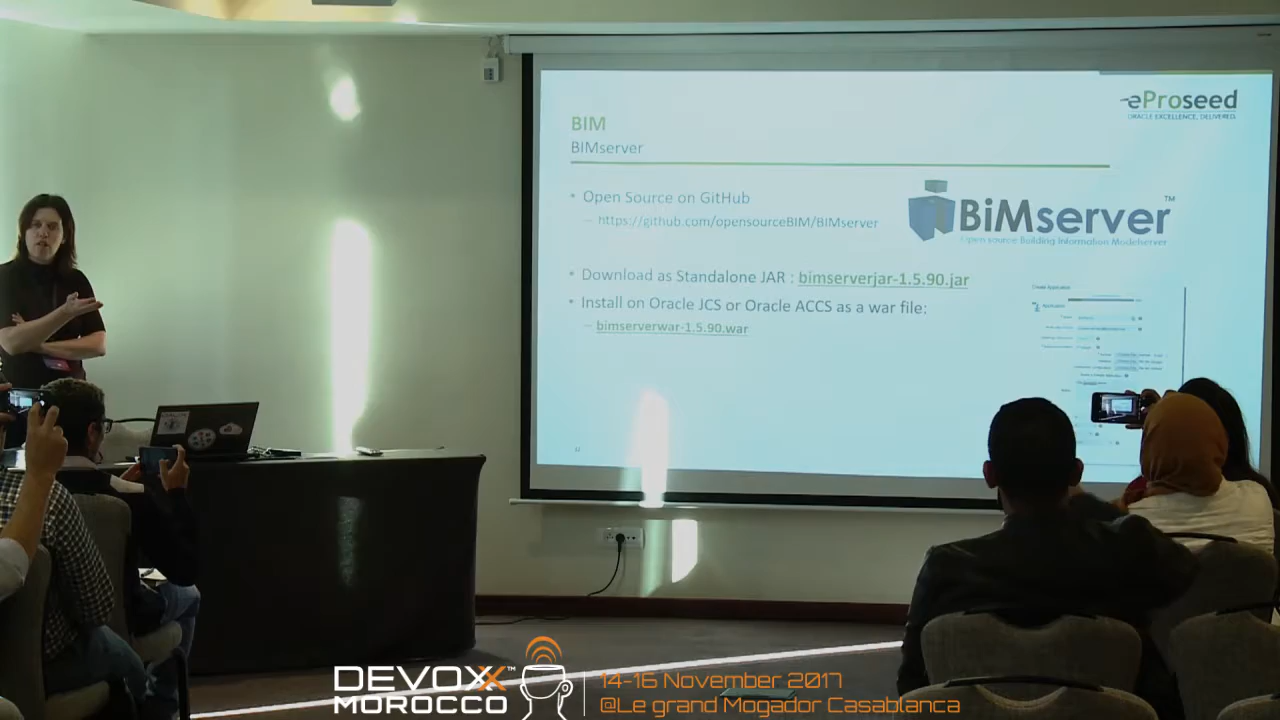 eProseed
ORACLE EXCELLENCE, DELIVERED.
BIM
BIMserver
• Open Source on GitHub
– https://github.com/opensourceBIM/BIMserver
BiMserver™
Open source Building Information Modelserver
• Download as Standalone JAR : bimserverjar-1.5.90.jar
• Install on Oracle JCS or Oracle ACCS as a war file:
– bimserverwar-1.5.90.war
DEVOXX™
MOROCCO
14-16 November 2017
@Le grand Mogador Casablanca